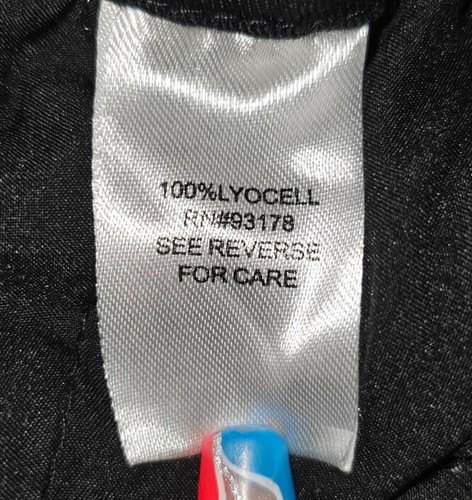 100%LYOCELL
RN#93178
SEE REVERSE
FOR CARE